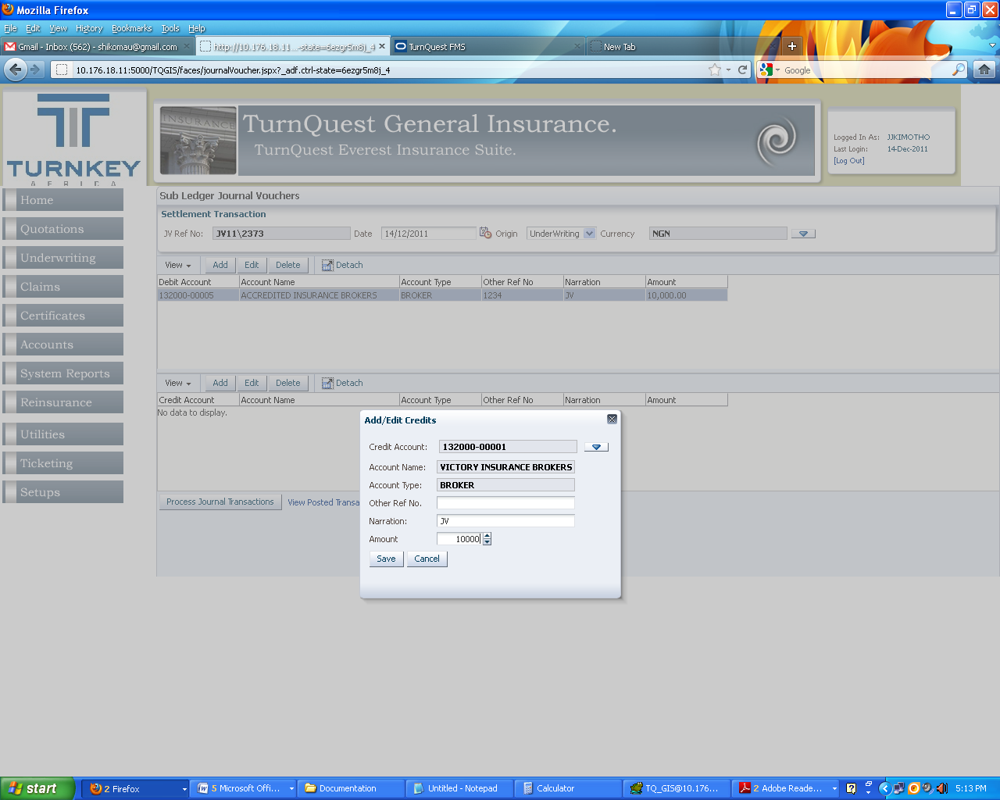 Mozilla Firefox
File Edit View History Bookmarks Tools Help
Gmail - Inbox (562) - shikomau@gmail.com http://10.176.18.11...-state=6ezgr5m8j_4 TurnQuest FMS New Tab
10.176.18.11:5000/TQGIS/faces/journalVoucher.jspx?_adf.ctrl-state=6ezgr5m8j_4 Google
TURNKEY
AFRICA
INSURANCE
TurnQuest General Insurance.
TurnQuest Everest Insurance Suite.
Logged In As: JJKIMOTHO
Last Login: 14-Dec-2011
[Log Out]
Home
Quotations
Underwriting
Claims
Certificates
Accounts
System Reports
Reinsurance
Utilities
Ticketing
Setups
Sub Ledger Journal Vouchers
Settlement Transaction
JV Ref No: JV11\2373 Date 14/12/2011 Origin UnderWriting Currency NGN
View Add Edit Delete Detach
Debit Account Account Name Account Type Other Ref No Narration Amount
132000-00005 ACCREDITED INSURANCE BROKERS BROKER 1234 JV 10,000.00
View Add Edit Delete Detach
Credit Account Account Name Account Type Other Ref No Narration Amount
No data to display.
Process Journal Transactions View Posted Transa
Add/Edit Credits
Credit Account: 132000-00001
Account Name: VICTORY INSURANCE BROKERS
Account Type: BROKER
Other Ref No.
Narration: JV
Amount 10000
Save Cancel
start 2 Firefox 5 Microsoft Offi... Documentation Untitled - Notepad Calculator TQ_GIS@10.176... 2 Adobe Reade... 5:13 PM